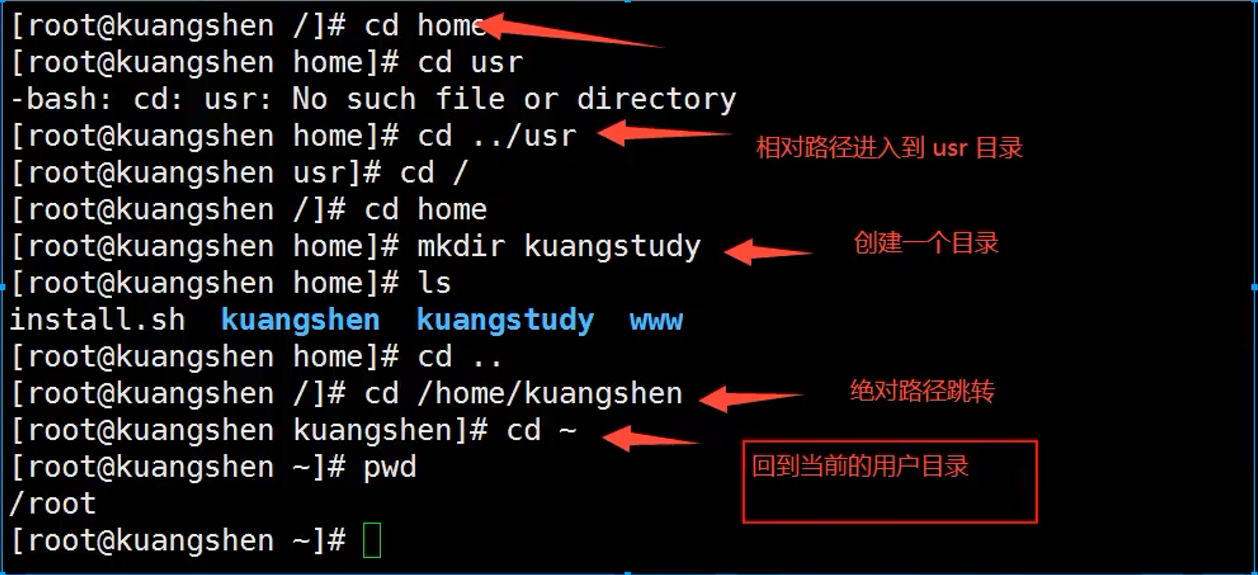 [root@kuangshen /]# cd home
[root@kuangshen home]# cd usr
-bash: cd: usr: No such file or directory
[root@kuangshen home]# cd ../usr
相对路径进入到 usr 目录
[root@kuangshen usr]# cd /
[root@kuangshen /]# cd home
[root@kuangshen home]# mkdir kuangstudy
创建一个目录
[root@kuangshen home]# ls
install.sh  kuangshen  kuangstudy  www
[root@kuangshen home]# cd ..
[root@kuangshen /]# cd /home/kuangshen
绝对路径跳转
[root@kuangshen kuangshen]# cd ~
[root@kuangshen ~]# pwd
回到当前的用户目录
/root
[root@kuangshen ~]#